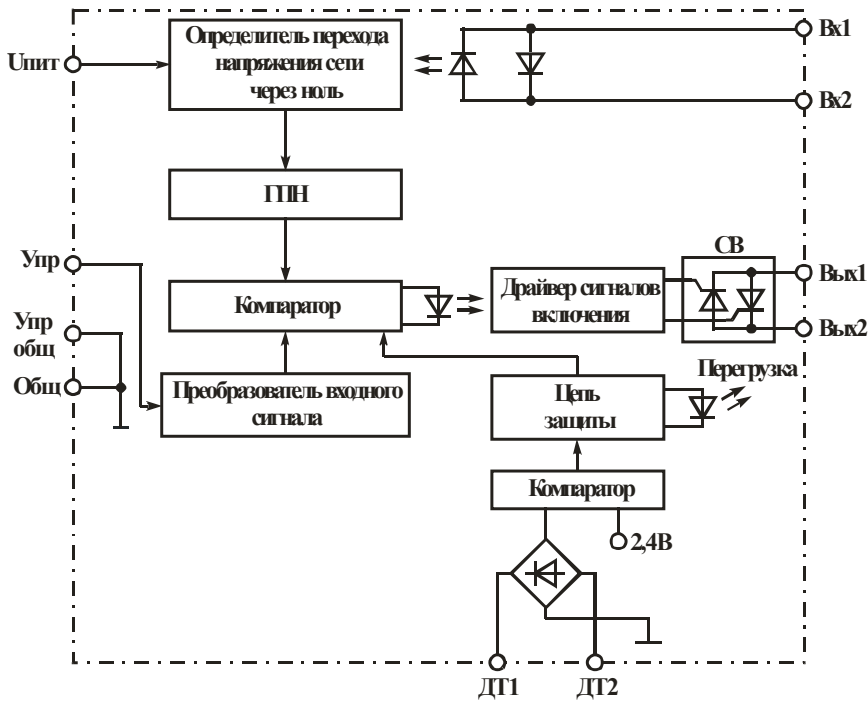 Определитель перехода
напряжения сети
через ноль
Uпит
Вх1
Вх2
ГПН
Упр
Компаратор
Драйвер сигналов
включения
СВ
Вых1
Вых2
Упр
общ
Общ
Преобразователь входного
сигнала
Цепь
защиты
Перегрузка
Компаратор
2,4В
ДТ1
ДТ2